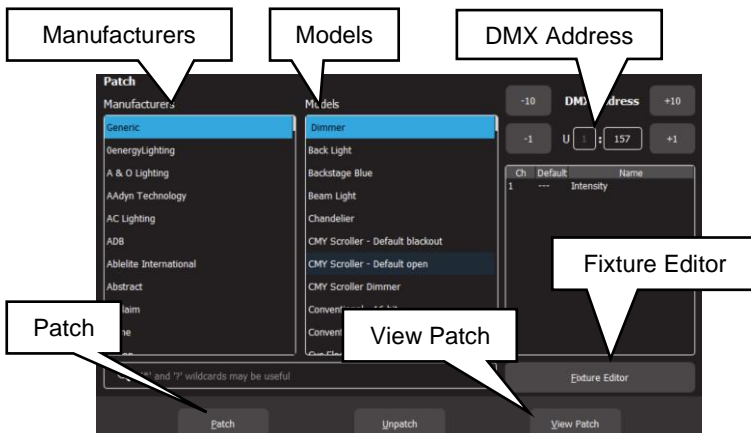 Manufacturers
Models
DMX Address
Patch
Manufacturers
Models
-10
+10
Generic
Dimmer
-1
U 1 : 157
+1
0energyLighting
Back Light
A & O Lighting
Backstage Blue
Ch Default Name
1 --- Intensity
AAdyn Technology
Beam Light
AC Lighting
Chandelier
ADB
CMY Scroller - Default blackout
Ablelite International
CMY Scroller - Default open
Fixture Editor
Abstract
CMY Scroller Dimmer
Patch
View Patch
and '?' wildcards may be useful
Fixture Editor
Patch
Unpatch
View Patch